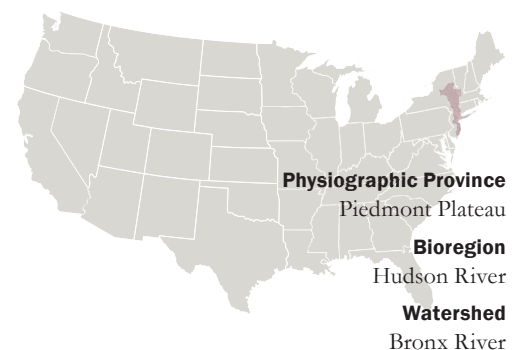 Physiographic Province
Piedmont Plateau
Bioregion
Hudson River
Watershed
Bronx River